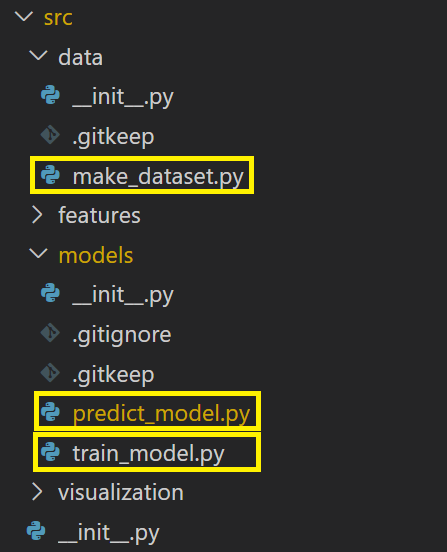 src
data
__init__.py
.gitkeep
make_dataset.py
features
models
__init__.py
.gitignore
.gitkeep
predict_model.py
train_model.py
visualization
__init__.py